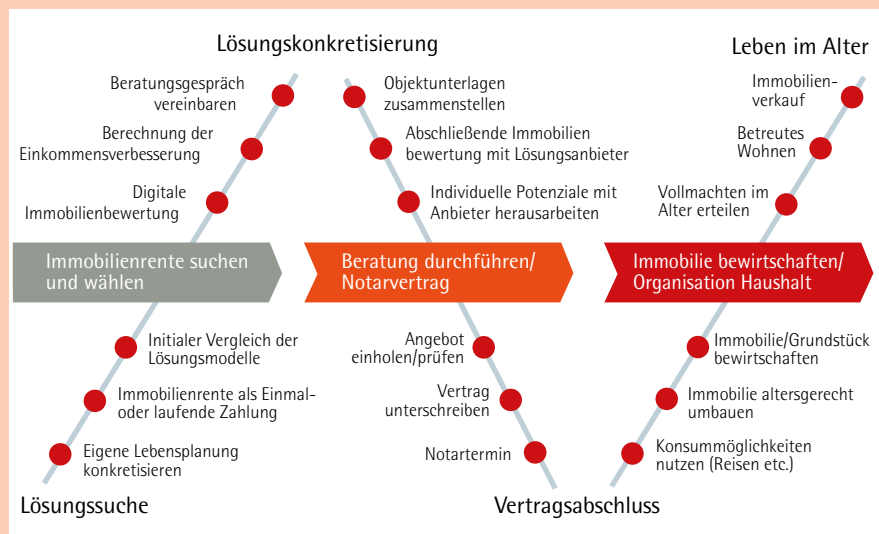 Lösungskonkretisierung
Leben im Alter
Beratungsgespräch
vereinbaren
Berechnung der
Einkommensverbesserung
Digitale
Immobilienbewertung
Objektunterlagen
zusammenstellen
Abschließende Immobilien
bewertung mit Lösungsanbieter
Individuelle Potenziale mit
Anbieter herausarbeiten
Immobilien-
verkauf
Betreutes
Wohnen
Vollmachten im
Alter erteilen
Immobilienrente suchen
und wählen
Beratung durchführen/
Notarvertrag
Immobilie bewirtschaften/
Organisation Haushalt
Initialer Vergleich der
Lösungsmodelle
Immobilienrente als Einmal-
oder laufende Zahlung
Eigene Lebensplanung
konkretisieren
Angebot
einholen/prüfen
Vertrag
unterschreiben
Notartermin
Immobilie/Grundstück
bewirtschaften
Immobilie altersgerecht
umbauen
Konsummöglichkeiten
nutzen (Reisen etc.)
Lösungssuche
Vertragsabschluss